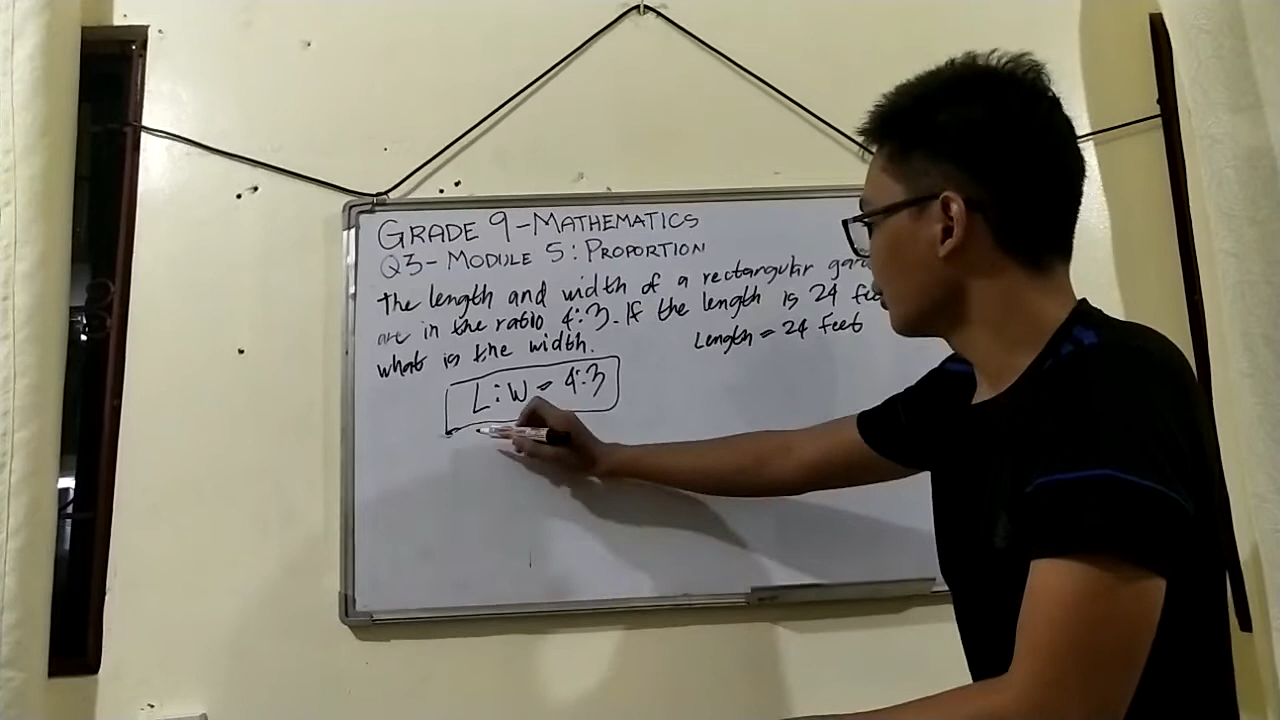 GRADE 9-MATHEMATICS
Q3- MODULE 5: PROPORTION
The length and width of a rectangular
are in the ratio 4:3. If the length is 24
what is the width.
Length = 24 feet
L:W = 4:3